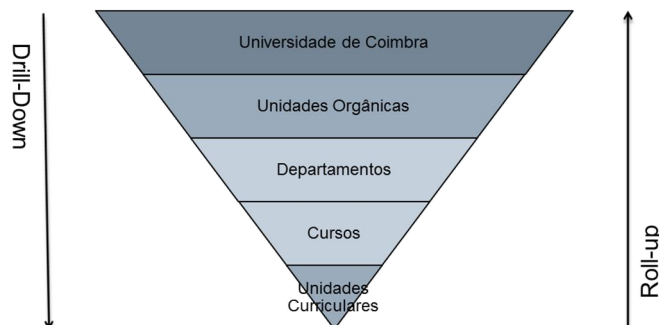 Drill-Down
Universidade de Coimbra
Unidades Orgânicas
Departamentos
Cursos
Unidades
Curriculares
Roll-up